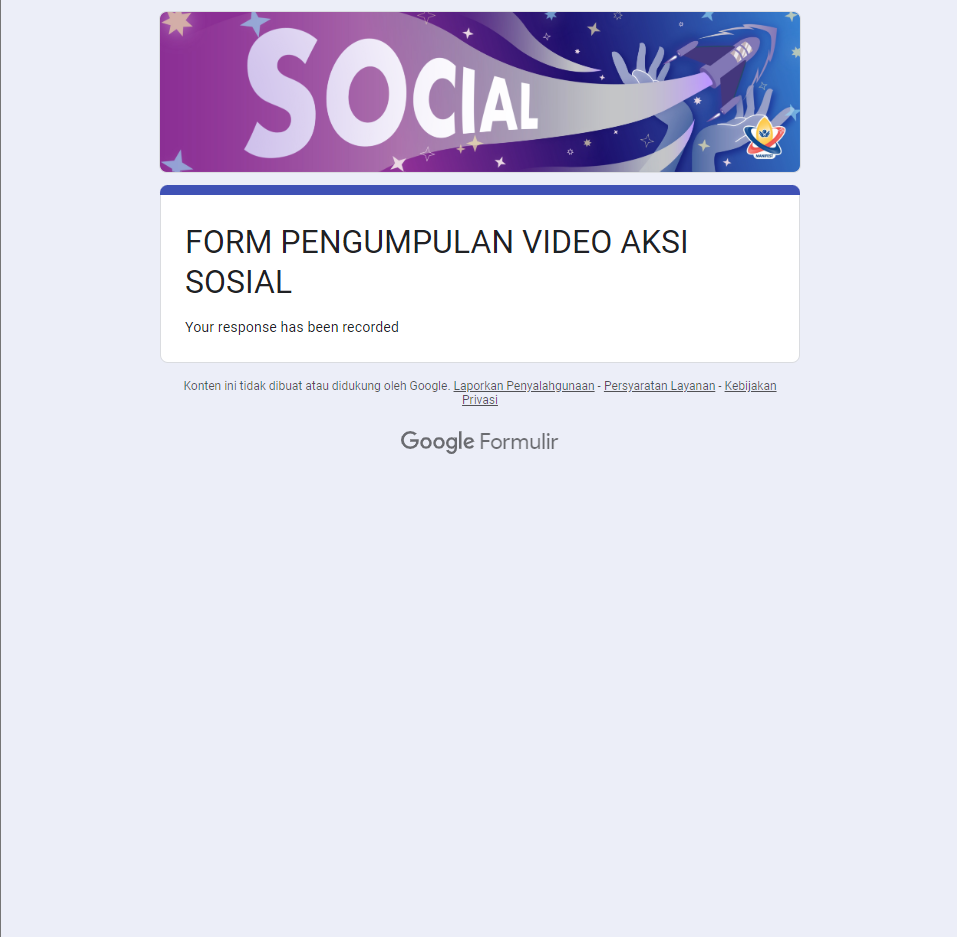 SOCIAL
MANIFEST
FORM PENGUMPULAN VIDEO AKSI
SOSIAL
Your response has been recorded
Konten ini tidak dibuat atau didukung oleh Google. Laporkan Penyalahgunaan - Persyaratan Layanan - Kebijakan
Privasi
Google Formulir